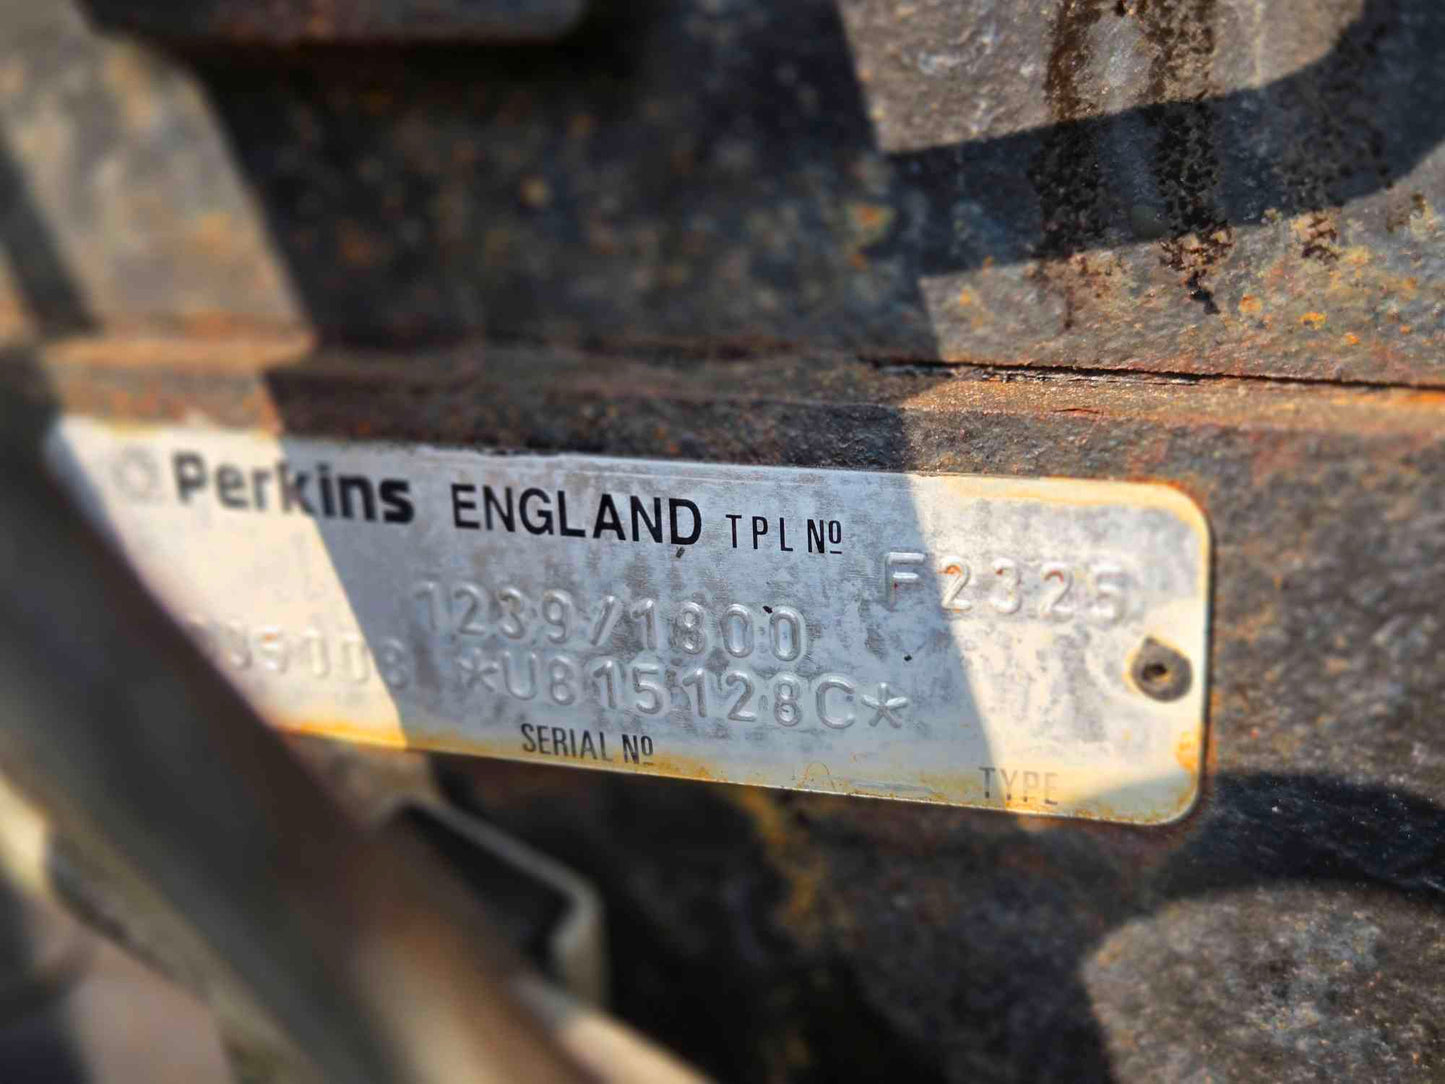 Perkins ENGLAND TPL Nº
F2325
1239/1800
*U815128C*
SERIAL Nº TYPE